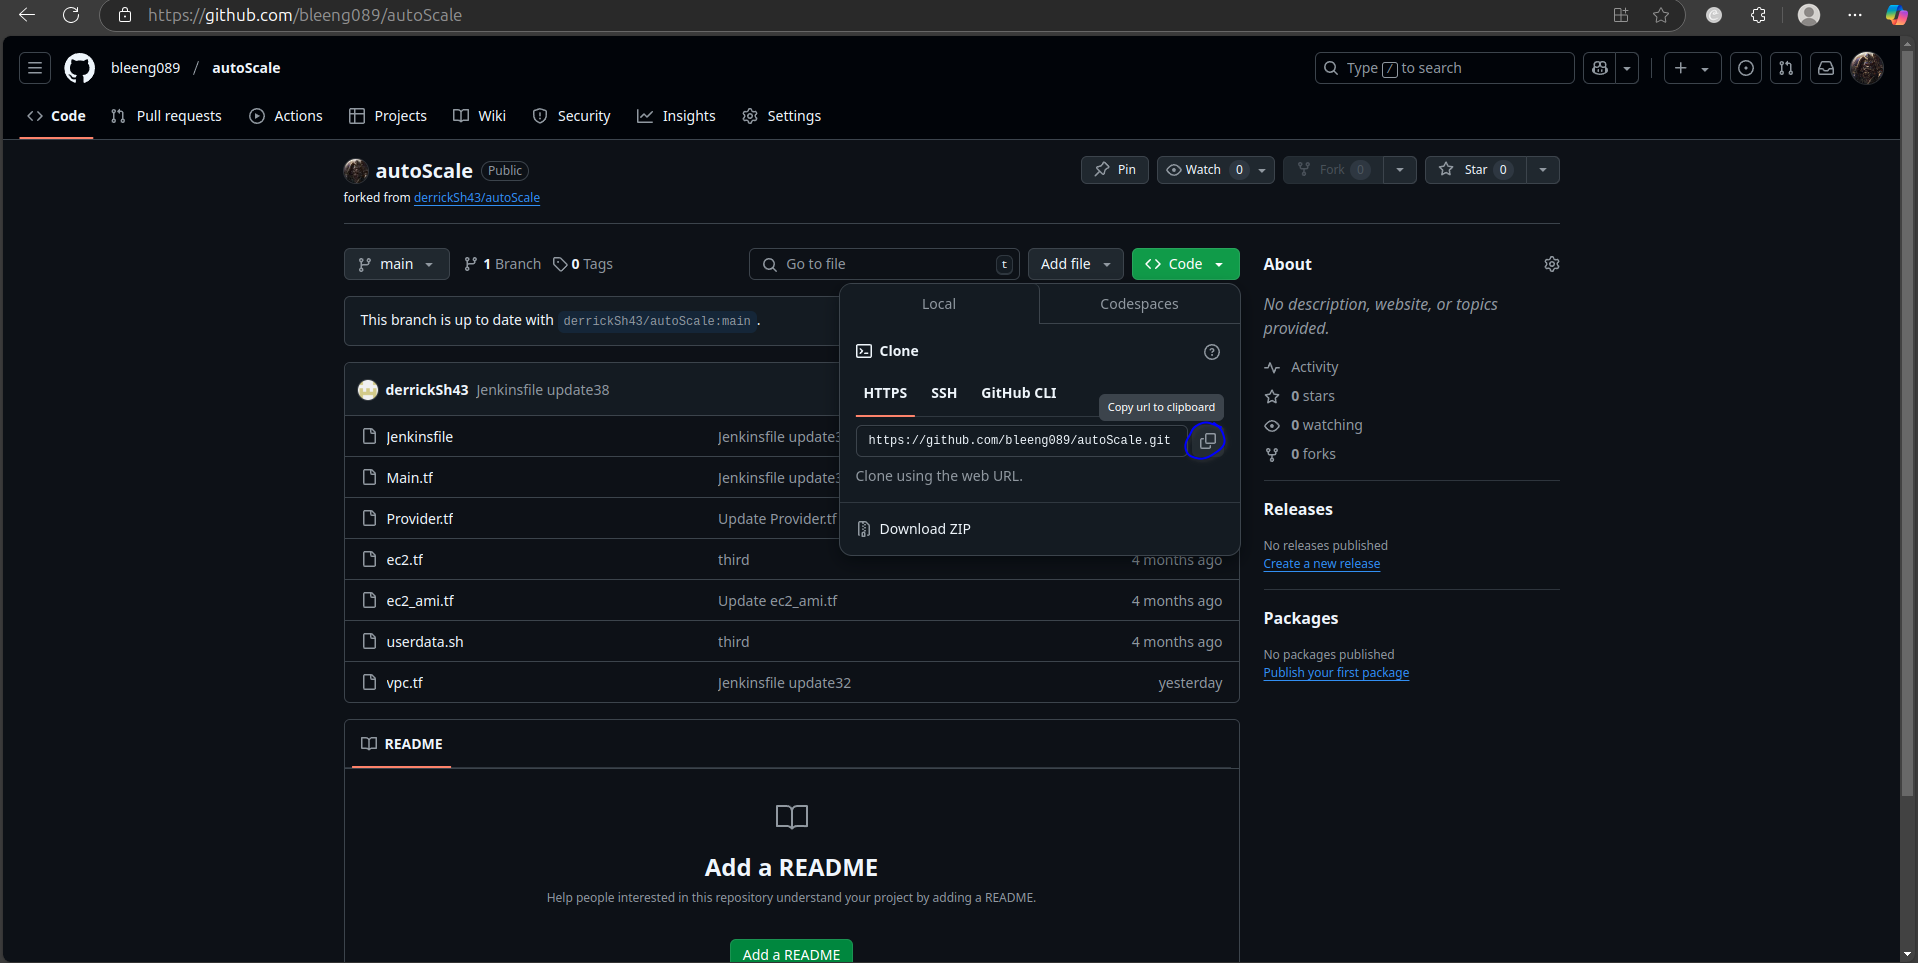 https://github.com/bleeng089/autoScale
bleeng089 / autoScale
Type / to search
Code Pull requests Actions Projects Wiki Security Insights Settings
autoScale Public
Pin Watch 0 Fork 0 Star 0
forked from derrickSh43/autoScale
main 1 Branch 0 Tags Go to file t Add file Code
This branch is up to date with derrickSh43/autoScale:main .
Local Codespaces
Clone
HTTPS SSH GitHub CLI
Copy url to clipboard
https://github.com/bleeng089/autoScale.git
Clone using the web URL.
Download ZIP
derrickSh43 Jenkinsfile update38
Jenkinsfile Jenkinsfile update3
Main.tf Jenkinsfile update3
Provider.tf Update Provider.tf
ec2.tf third 4 months ago
ec2_ami.tf Update ec2_ami.tf 4 months ago
userdata.sh third 4 months ago
vpc.tf Jenkinsfile update32 yesterday
README
Add a README
Help people interested in this repository understand your project by adding a README.
Add a README
About
No description, website, or topics
provided.
Activity
0 stars
0 watching
0 forks
Releases
No releases published
Create a new release
Packages
No packages published
Publish your first package